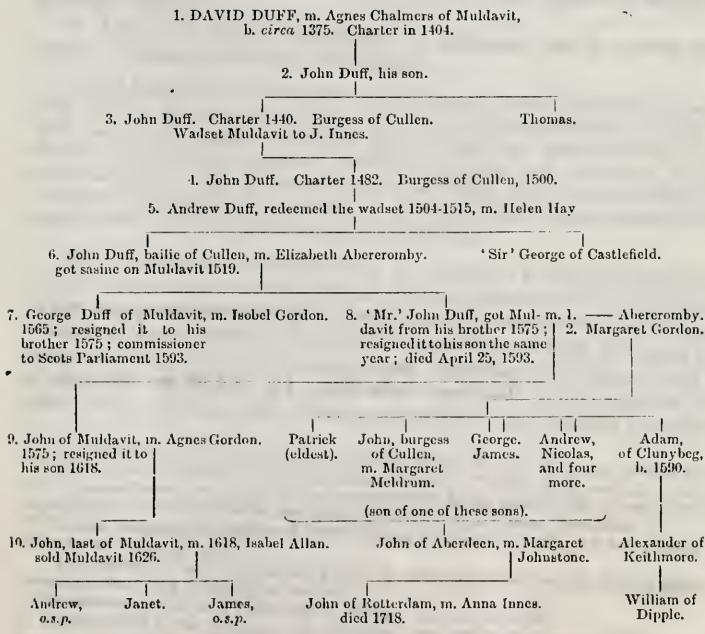 1. DAVID DUFF, m. Agnes Chalmers of Muldavit,
b. circa 1375. Charter in 1404.
2. John Duff, his son.
3. John Duff. Charter 1440. Burgess of Cullen.
Wadset Muldavit to J. Innes.
Thomas.
4. John Duff. Charter 1482. Burgess of Cullen, 1500.
5. Andrew Duff, redeemed the wadset 1504-1515, m. Helen Hay
6. John Duff, bailie of Cullen, m. Elizabeth Abercromby.
got sasine on Muldavit 1519.
'Sir' George of Castlefield.
7. George Duff of Muldavit, m. Isobel Gordon.
1565; resigned it to his
brother 1575; commissioner
to Scots Parliament 1593.
8. 'Mr.' John Duff, got Mul- m. 1. —— Abercromby.
davit from his brother 1575; 2. Margaret Gordon.
resigned it to his son the same
year; died April 25, 1593.
9. John of Muldavit, m. Agnes Gordon.
1575; resigned it to
his son 1618.
Patrick
(eldest).
John, burgess
of Cullen,
m. Margaret
Meldrum.
George.
James.
Andrew,
Nicolas,
and four
more.
Adam,
of Clunybeg,
b. 1590.
(son of one of these sons).
10. John, last of Muldavit, m. 1618, Isabel Allan.
sold Muldavit 1626.
John of Aberdeen, m. Margaret
Johnstone.
Alexander of
Keithmore.
Andrew,
o.s.p.
Janet.
James,
o.s.p.
John of Rotterdam, m. Anna Innes.
died 1718.
William of
Dipple.